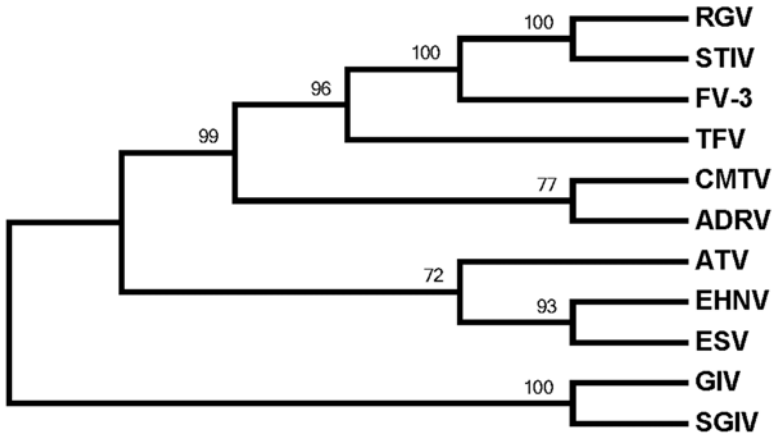 RGV
100
STIV
100
96
FV-3
99
TFV
CMTV
77
ADRV
ATV
72
EHNV
93
ESV
GIV
100
SGIV